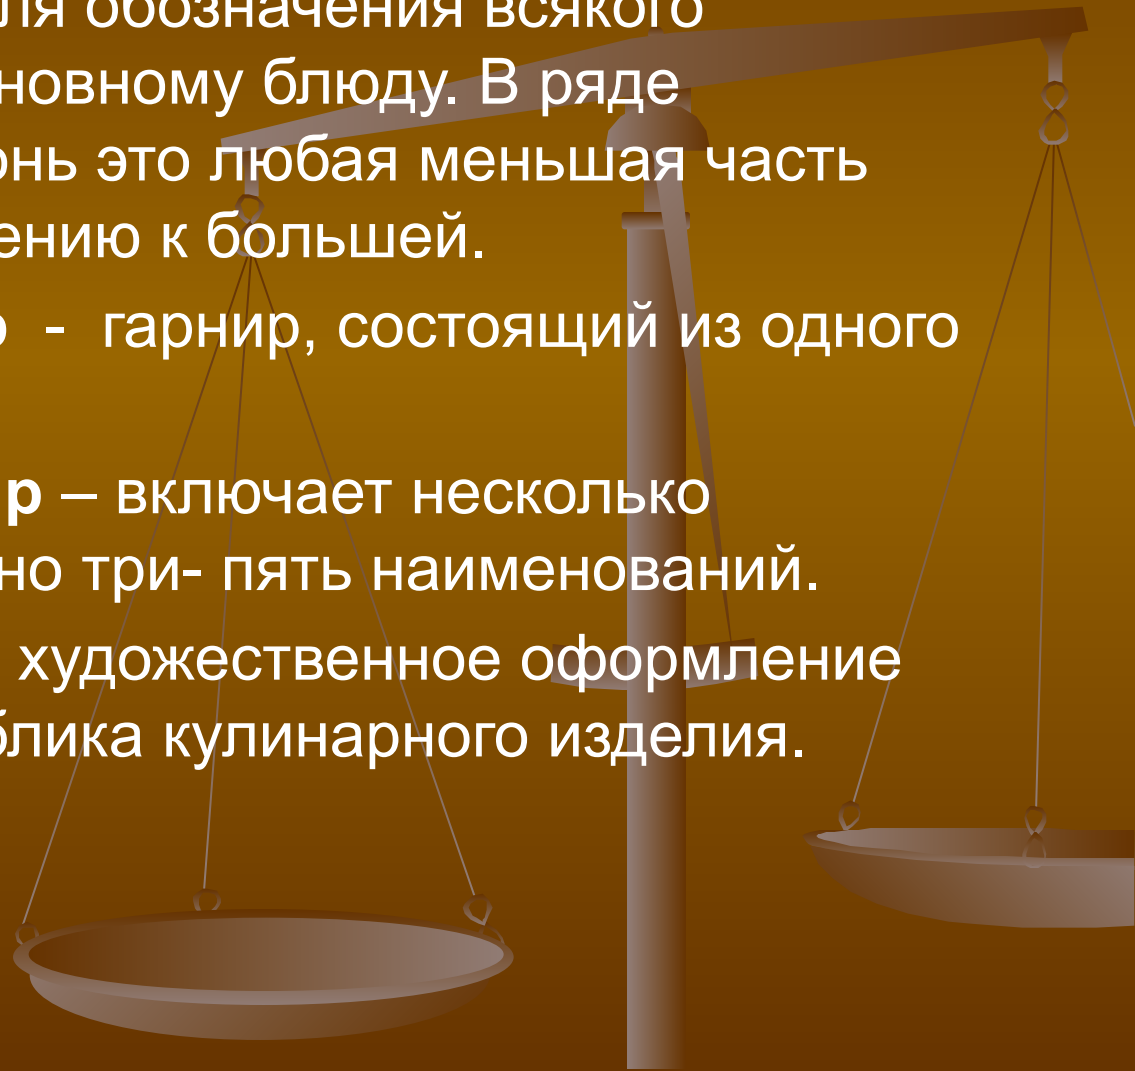 ля обозначения всякого
новному блюду. В ряде
онь это любая меньшая часть
ению к большей.
о - гарнир, состоящий из одного
р – включает несколько
но три- пять наименований.
художественное оформление
блика кулинарного изделия.